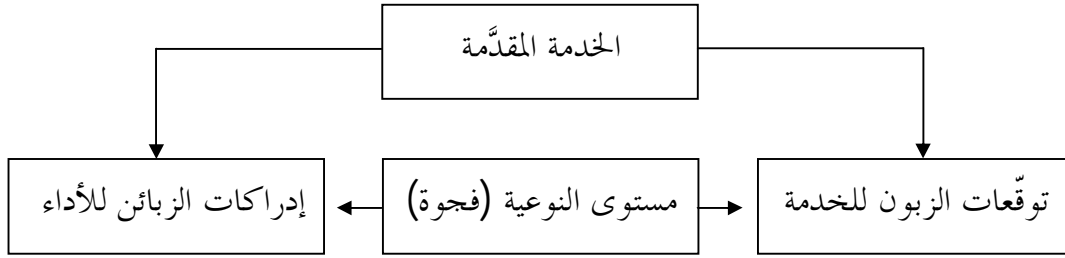 الخدمة المقدَّمة
توقّعات الزبون للخدمة
مستوى النوعية (فجوة)
إدراكات الزبائن للأداء